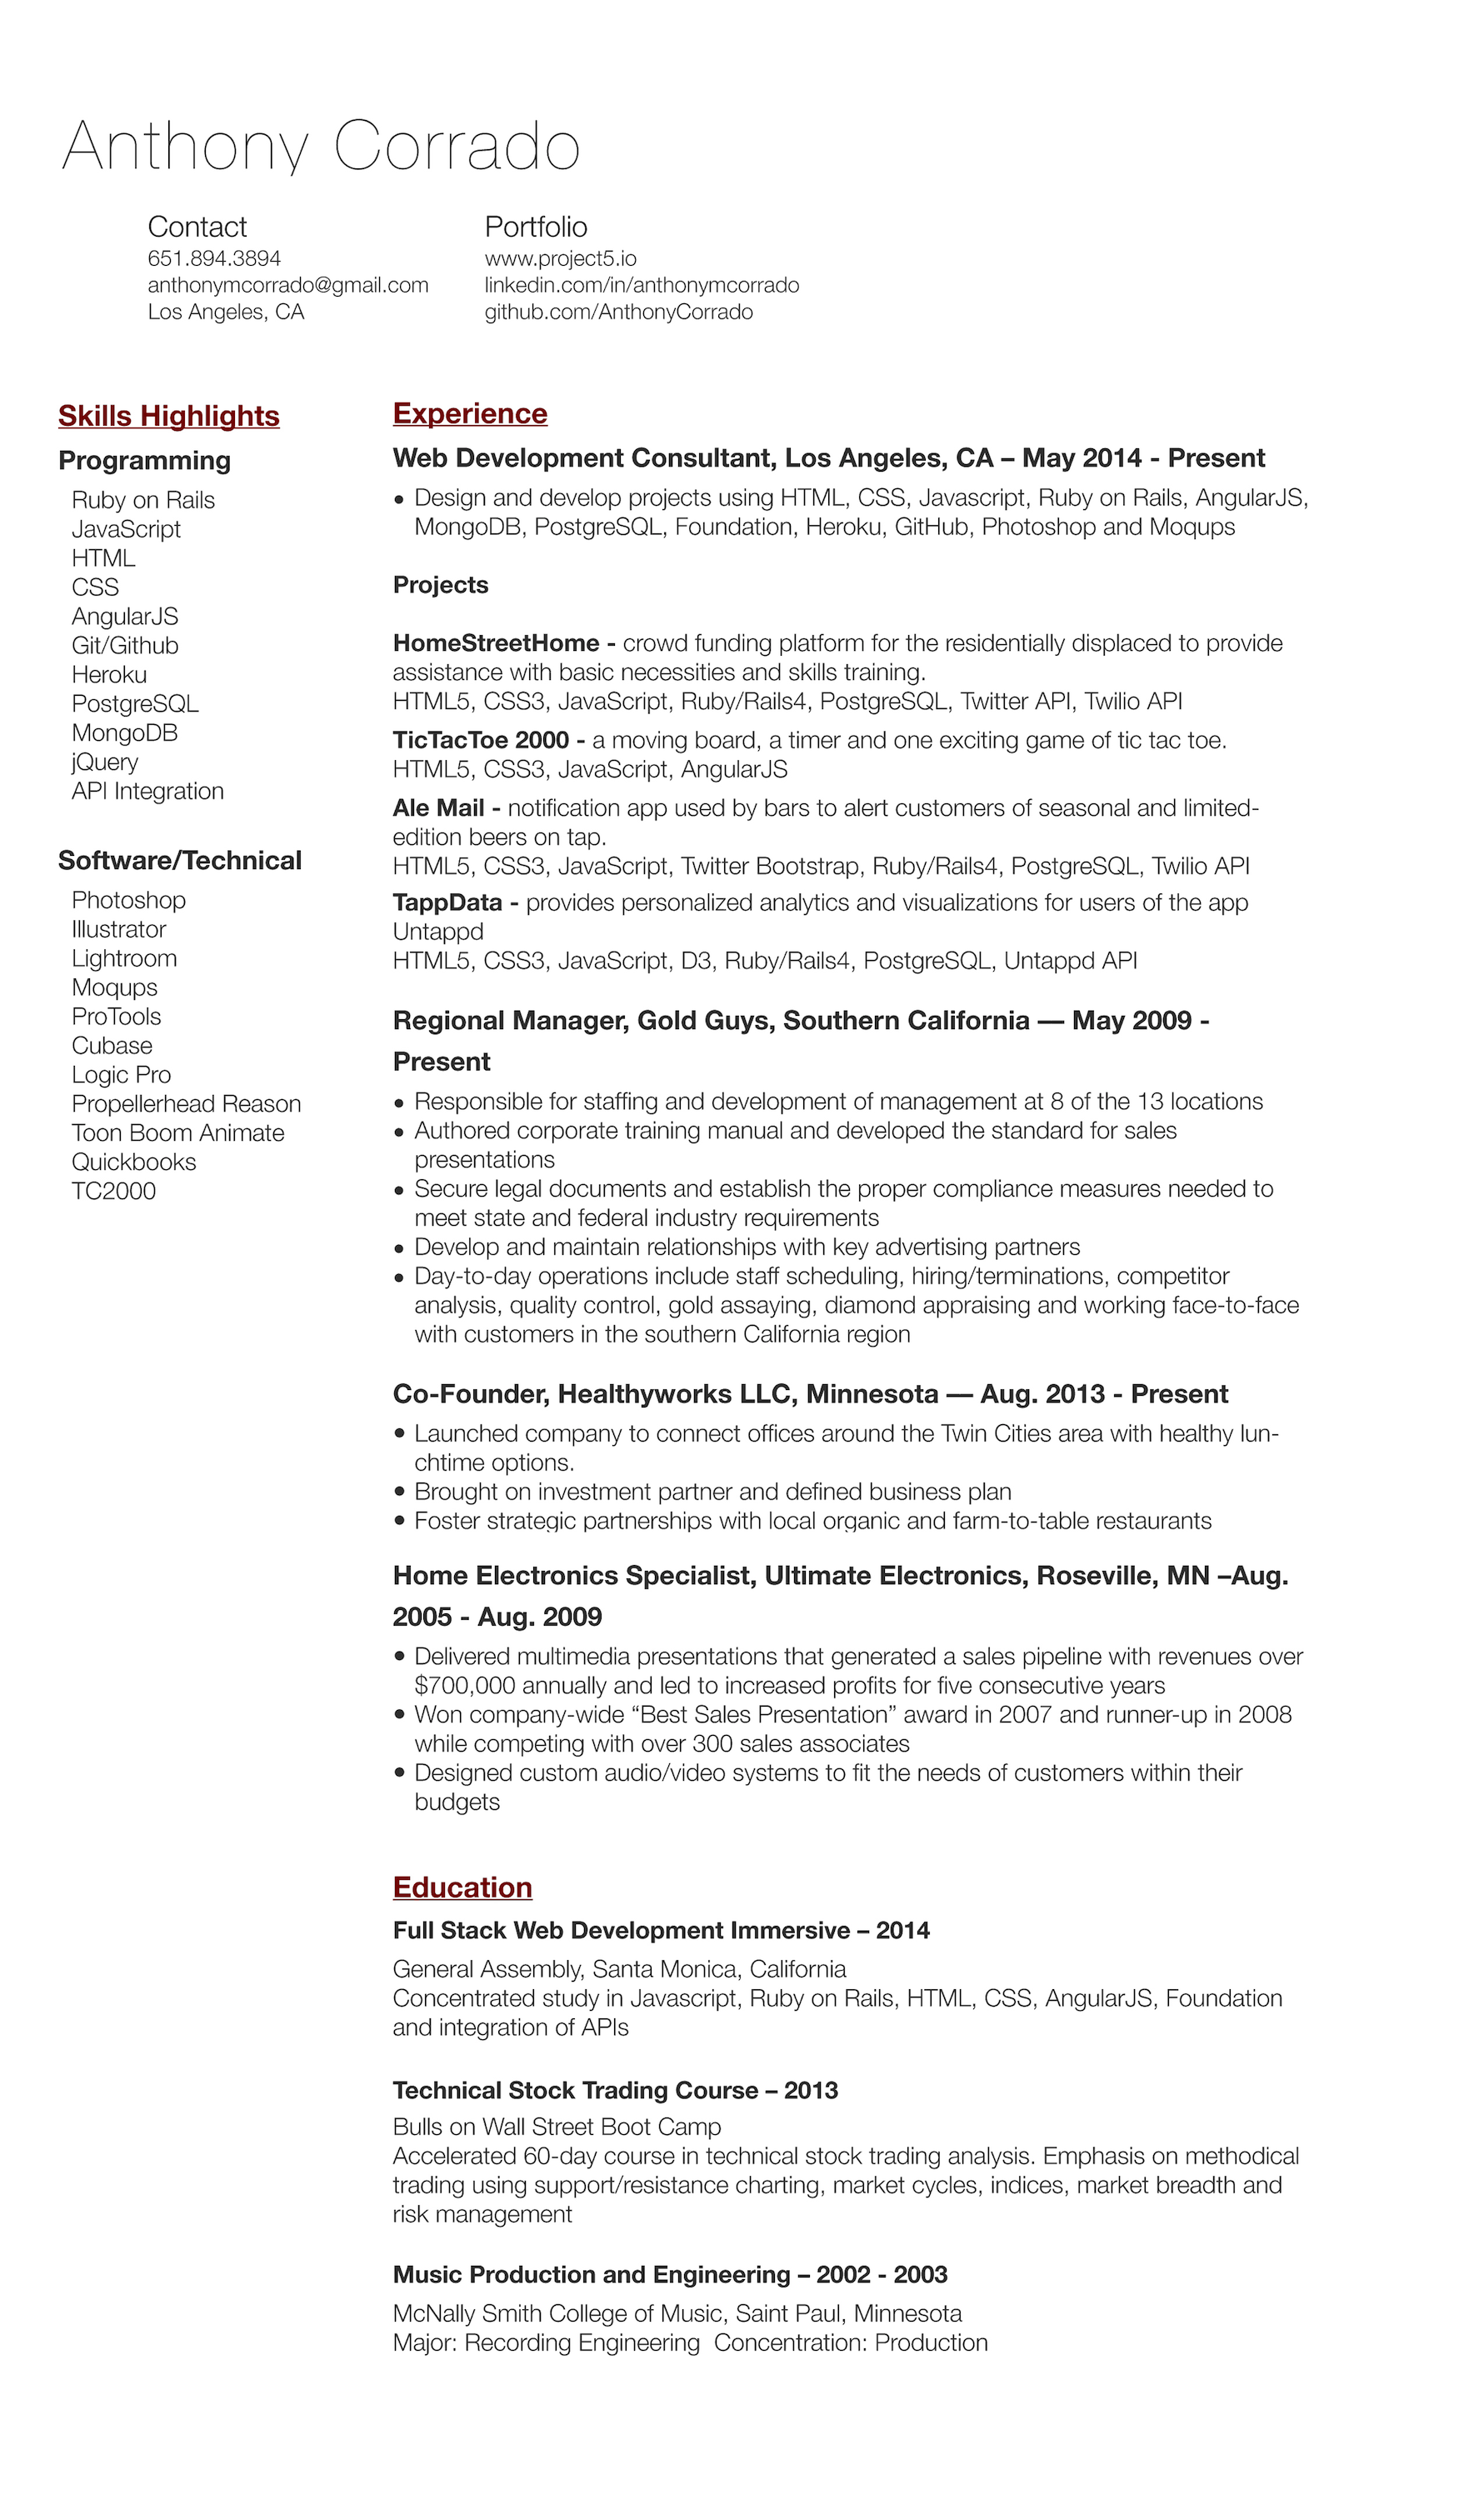 Anthony Corrado
Contact
651.894.3894
anthonymcorrado@gmail.com
Los Angeles, CA
Portfolio
www.project5.io
linkedin.com/in/anthonymcorrado
github.com/AnthonyCorrado
Skills Highlights
Programming
Ruby on Rails
JavaScript
HTML
CSS
AngularJS
Git/Github
Heroku
PostgreSQL
MongoDB
jQuery
API Integration
Software/Technical
Photoshop
Illustrator
Lightroom
Moqups
ProTools
Cubase
Logic Pro
Propellerhead Reason
Toon Boom Animate
Quickbooks
TC2000
Experience
Web Development Consultant, Los Angeles, CA – May 2014 - Present
• Design and develop projects using HTML, CSS, Javascript, Ruby on Rails, AngularJS,
MongoDB, PostgreSQL, Foundation, Heroku, GitHub, Photoshop and Moqups
Projects
HomeStreetHome - crowd funding platform for the residentially displaced to provide
assistance with basic necessities and skills training.
HTML5, CSS3, JavaScript, Ruby/Rails4, PostgreSQL, Twitter API, Twilio API
TicTacToe 2000 - a moving board, a timer and one exciting game of tic tac toe.
HTML5, CSS3, JavaScript, AngularJS
Ale Mail - notification app used by bars to alert customers of seasonal and limited-
edition beers on tap.
HTML5, CSS3, JavaScript, Twitter Bootstrap, Ruby/Rails4, PostgreSQL, Twilio API
TappData - provides personalized analytics and visualizations for users of the app
Untappd
HTML5, CSS3, JavaScript, D3, Ruby/Rails4, PostgreSQL, Untappd API
Regional Manager, Gold Guys, Southern California — May 2009 -
Present
• Responsible for staffing and development of management at 8 of the 13 locations
• Authored corporate training manual and developed the standard for sales
presentations
• Secure legal documents and establish the proper compliance measures needed to
meet state and federal industry requirements
• Develop and maintain relationships with key advertising partners
• Day-to-day operations include staff scheduling, hiring/terminations, competitor
analysis, quality control, gold assaying, diamond appraising and working face-to-face
with customers in the southern California region
Co-Founder, Healthyworks LLC, Minnesota — Aug. 2013 - Present
• Launched company to connect offices around the Twin Cities area with healthy lun-
chtime options.
• Brought on investment partner and defined business plan
• Foster strategic partnerships with local organic and farm-to-table restaurants
Home Electronics Specialist, Ultimate Electronics, Roseville, MN –Aug.
2005 - Aug. 2009
• Delivered multimedia presentations that generated a sales pipeline with revenues over
$700,000 annually and led to increased profits for five consecutive years
• Won company-wide “Best Sales Presentation” award in 2007 and runner-up in 2008
while competing with over 300 sales associates
• Designed custom audio/video systems to fit the needs of customers within their
budgets
Education
Full Stack Web Development Immersive – 2014
General Assembly, Santa Monica, California
Concentrated study in Javascript, Ruby on Rails, HTML, CSS, AngularJS, Foundation
and integration of APIs
Technical Stock Trading Course – 2013
Bulls on Wall Street Boot Camp
Accelerated 60-day course in technical stock trading analysis. Emphasis on methodical
trading using support/resistance charting, market cycles, indices, market breadth and
risk management
Music Production and Engineering – 2002 - 2003
McNally Smith College of Music, Saint Paul, Minnesota
Major: Recording Engineering  Concentration: Production